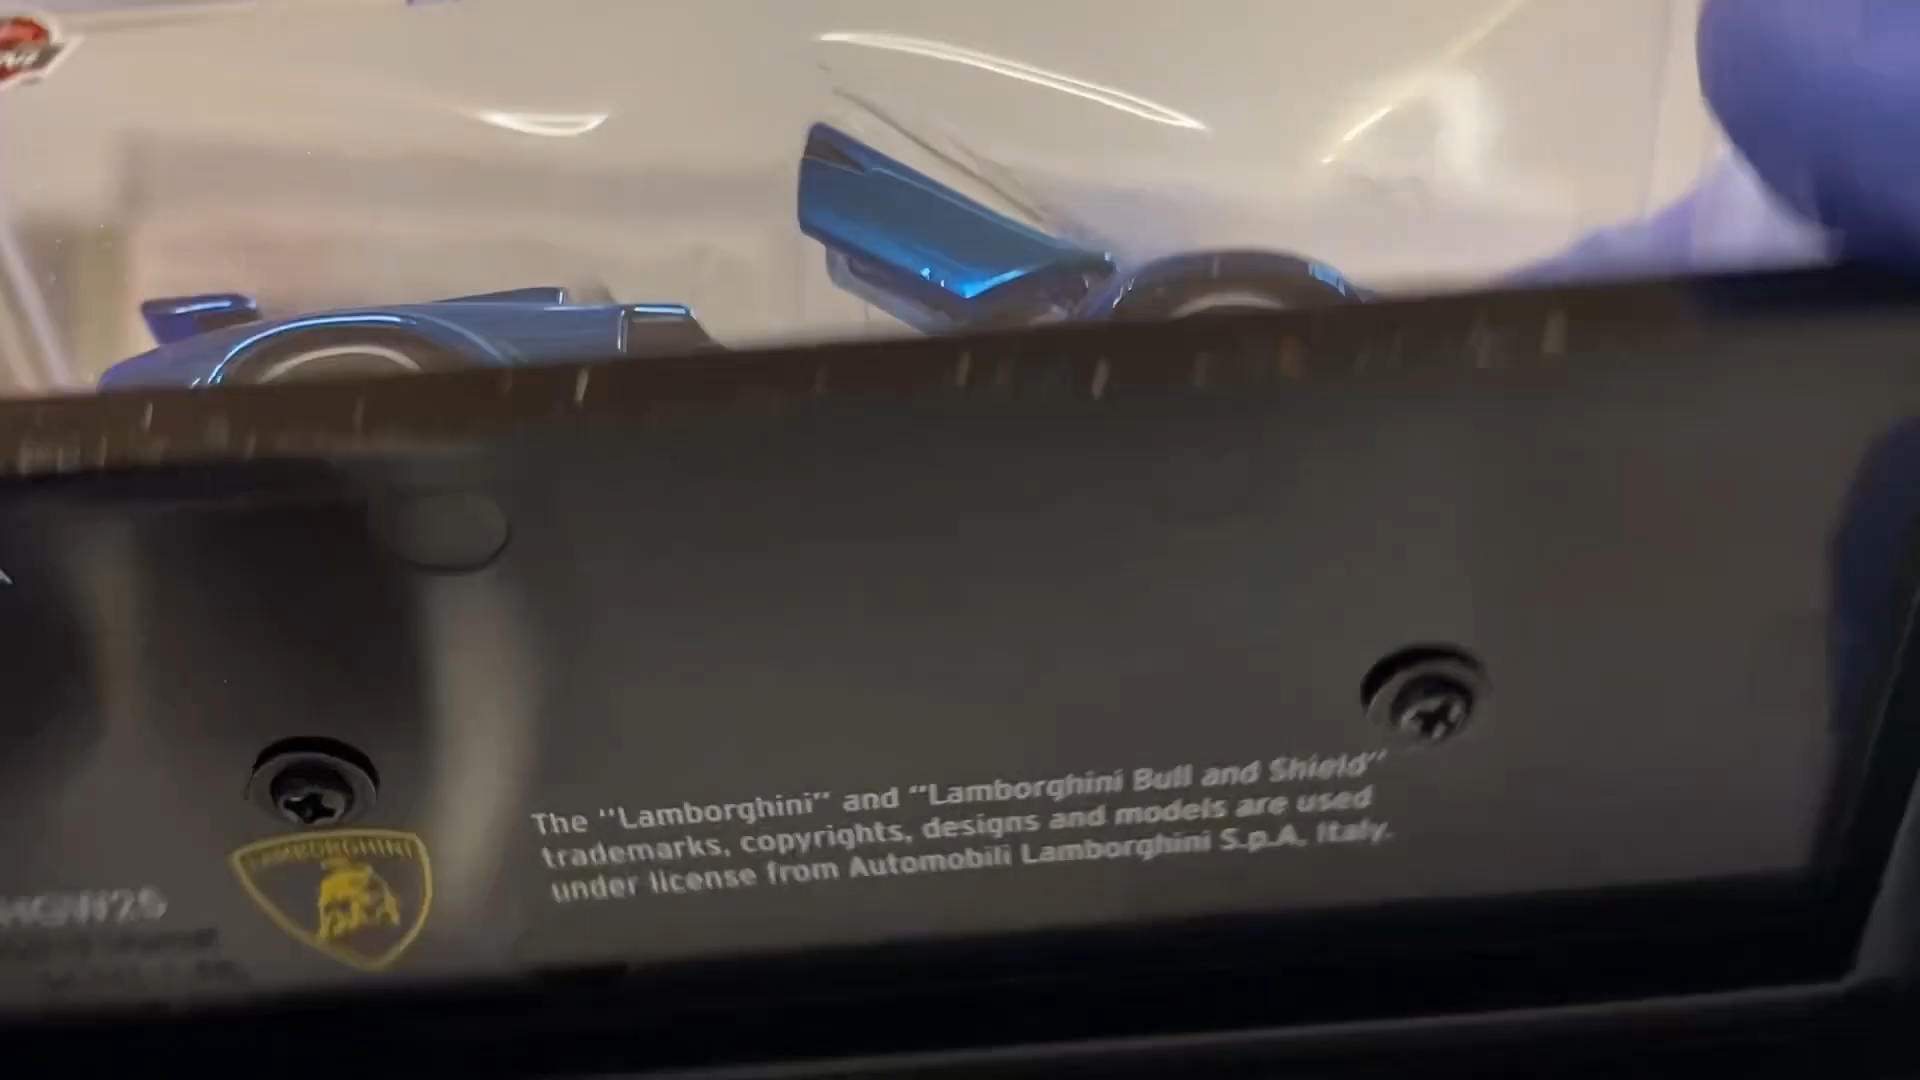 The "Lamborghini" and "Lamborghini Bull and Shield"
trademarks, copyrights, designs and models are used
under license from Automobili Lamborghini S.p.A. Italy.
LAMBORGHINI